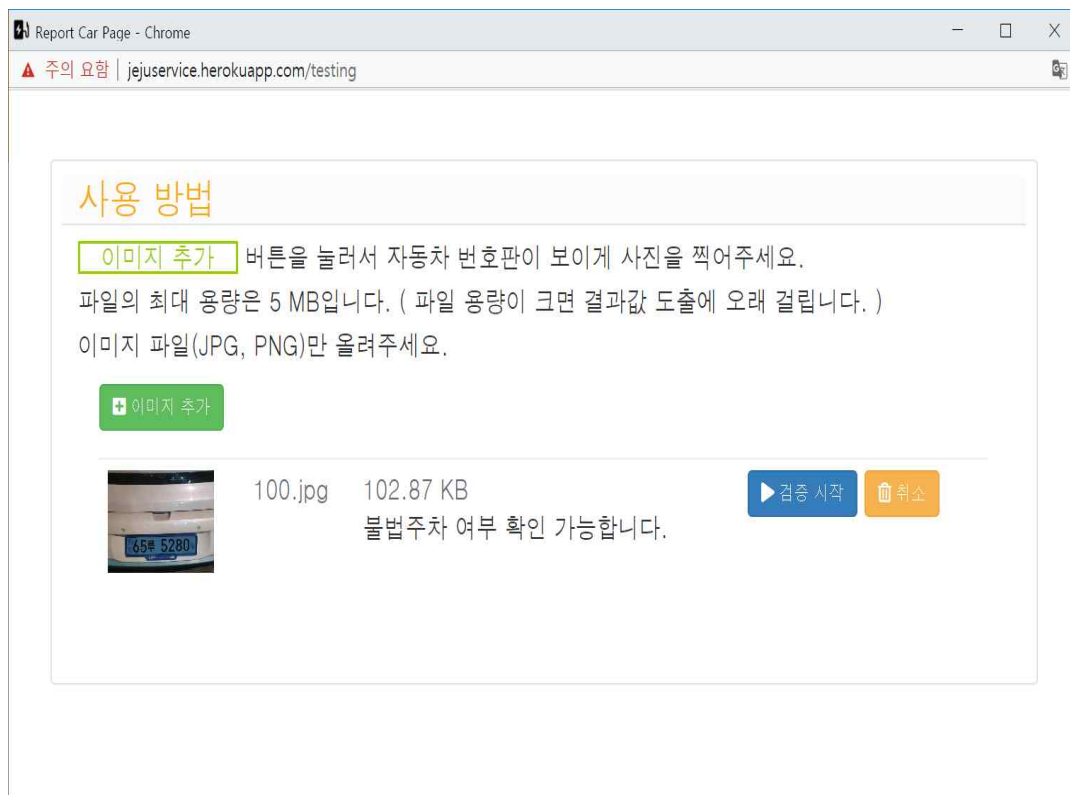 Report Car Page - Chrome
주의 요함 | jejuservice.herokuapp.com/testing
사용 방법
이미지 추가 버튼을 눌러서 자동차 번호판이 보이게 사진을 찍어주세요.
파일의 최대 용량은 5 MB입니다. ( 파일 용량이 크면 결과값 도출에 오래 걸립니다. )
이미지 파일(JPG, PNG)만 올려주세요.
이미지 추가
100.jpg 102.87 KB 검증 시작 취소
불법주차 여부 확인 가능합니다.
65루 5280